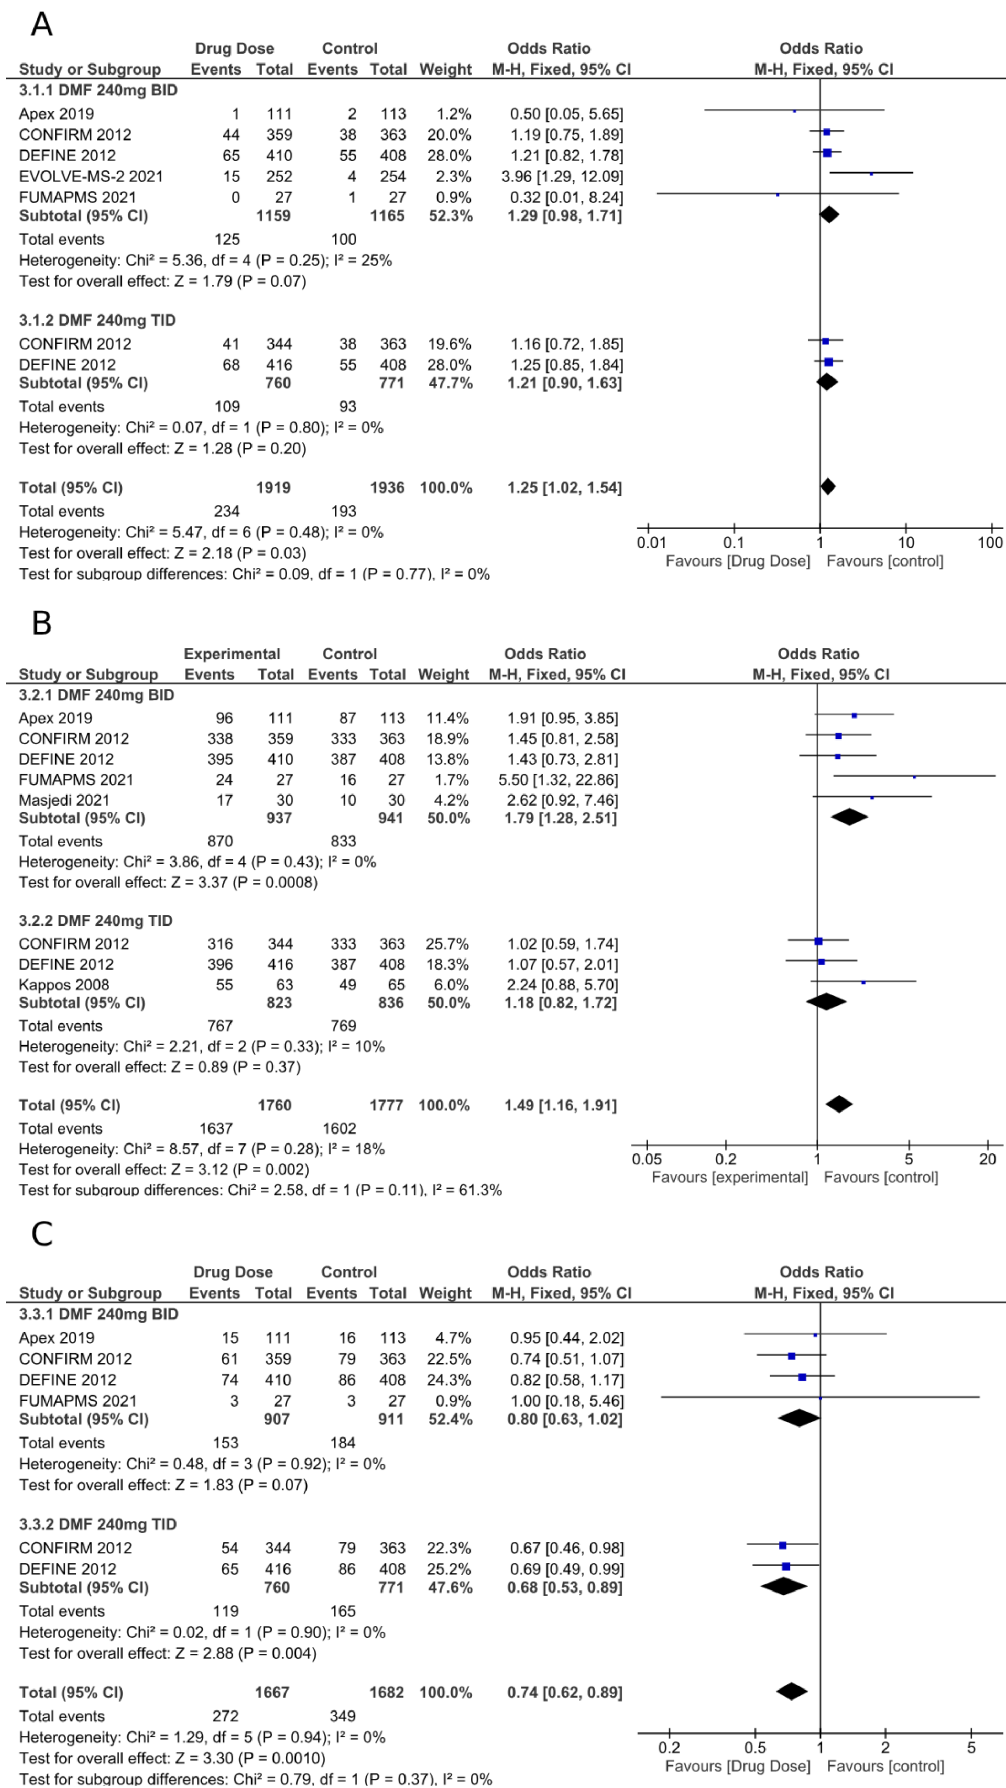 A
Drug Dose Control Odds Ratio Odds Ratio
Study or Subgroup Events Total Events Total Weight M-H, Fixed, 95% CI M-H, Fixed, 95% CI
3.1.1 DMF 240mg BID
Apex 2019 1 111 2 113 1.2% 0.50 [0.05, 5.65]
CONFIRM 2012 44 359 38 363 20.0% 1.19 [0.75, 1.89]
DEFINE 2012 65 410 55 408 28.0% 1.21 [0.82, 1.78]
EVOLVE-MS-2 2021 15 252 4 254 2.3% 3.96 [1.29, 12.09]
FUMAPMS 2021 0 27 1 27 0.9% 0.32 [0.01, 8.24]
Subtotal (95% CI) 1159 1165 52.3% 1.29 [0.98, 1.71]
Total events 125 100
Heterogeneity: Chi² = 5.36, df = 4 (P = 0.25); I² = 25%
Test for overall effect: Z = 1.79 (P = 0.07)
3.1.2 DMF 240mg TID
CONFIRM 2012 41 344 38 363 19.6% 1.16 [0.72, 1.85]
DEFINE 2012 68 416 55 408 28.0% 1.25 [0.85, 1.84]
Subtotal (95% CI) 760 771 47.7% 1.21 [0.90, 1.63]
Total events 109 93
Heterogeneity: Chi² = 0.07, df = 1 (P = 0.80); I² = 0%
Test for overall effect: Z = 1.28 (P = 0.20)
Total (95% CI) 1919 1936 100.0% 1.25 [1.02, 1.54]
Total events 234 193
Heterogeneity: Chi² = 5.47, df = 6 (P = 0.48); I² = 0%
Test for overall effect: Z = 2.18 (P = 0.03)
Test for subgroup differences: Chi² = 0.09, df = 1 (P = 0.77), I² = 0%
0.01 0.1 1 10 100
Favours [Drug Dose] Favours [control]
B
Experimental Control Odds Ratio Odds Ratio
Study or Subgroup Events Total Events Total Weight M-H, Fixed, 95% CI M-H, Fixed, 95% CI
3.2.1 DMF 240mg BID
Apex 2019 96 111 87 113 11.4% 1.91 [0.95, 3.85]
CONFIRM 2012 338 359 333 363 18.9% 1.45 [0.81, 2.58]
DEFINE 2012 395 410 387 408 13.8% 1.43 [0.73, 2.81]
FUMAPMS 2021 24 27 16 27 1.7% 5.50 [1.32, 22.86]
Masjedi 2021 17 30 10 30 4.2% 2.62 [0.92, 7.46]
Subtotal (95% CI) 937 941 50.0% 1.79 [1.28, 2.51]
Total events 870 833
Heterogeneity: Chi² = 3.86, df = 4 (P = 0.43); I² = 0%
Test for overall effect: Z = 3.37 (P = 0.0008)
3.2.2 DMF 240mg TID
CONFIRM 2012 316 344 333 363 25.7% 1.02 [0.59, 1.74]
DEFINE 2012 396 416 387 408 18.3% 1.07 [0.57, 2.01]
Kappos 2008 55 63 49 65 6.0% 2.24 [0.88, 5.70]
Subtotal (95% CI) 823 836 50.0% 1.18 [0.82, 1.72]
Total events 767 769
Heterogeneity: Chi² = 2.21, df = 2 (P = 0.33); I² = 10%
Test for overall effect: Z = 0.89 (P = 0.37)
Total (95% CI) 1760 1777 100.0% 1.49 [1.16, 1.91]
Total events 1637 1602
Heterogeneity: Chi² = 8.57, df = 7 (P = 0.28); I² = 18%
Test for overall effect: Z = 3.12 (P = 0.002)
Test for subgroup differences: Chi² = 2.58, df = 1 (P = 0.11), I² = 61.3%
0.05 0.2 1 5 20
Favours [experimental] Favours [control]
C
Drug Dose Control Odds Ratio Odds Ratio
Study or Subgroup Events Total Events Total Weight M-H, Fixed, 95% CI M-H, Fixed, 95% CI
3.3.1 DMF 240mg BID
Apex 2019 15 111 16 113 4.7% 0.95 [0.44, 2.02]
CONFIRM 2012 61 359 79 363 22.5% 0.74 [0.51, 1.07]
DEFINE 2012 74 410 86 408 24.3% 0.82 [0.58, 1.17]
FUMAPMS 2021 3 27 3 27 0.9% 1.00 [0.18, 5.46]
Subtotal (95% CI) 907 911 52.4% 0.80 [0.63, 1.02]
Total events 153 184
Heterogeneity: Chi² = 0.48, df = 3 (P = 0.92); I² = 0%
Test for overall effect: Z = 1.83 (P = 0.07)
3.3.2 DMF 240mg TID
CONFIRM 2012 54 344 79 363 22.3% 0.67 [0.46, 0.98]
DEFINE 2012 65 416 86 408 25.2% 0.69 [0.49, 0.99]
Subtotal (95% CI) 760 771 47.6% 0.68 [0.53, 0.89]
Total events 119 165
Heterogeneity: Chi² = 0.02, df = 1 (P = 0.90); I² = 0%
Test for overall effect: Z = 2.88 (P = 0.004)
Total (95% CI) 1667 1682 100.0% 0.74 [0.62, 0.89]
Total events 272 349
Heterogeneity: Chi² = 1.29, df = 5 (P = 0.94); I² = 0%
Test for overall effect: Z = 3.30 (P = 0.0010)
Test for subgroup differences: Chi² = 0.79, df = 1 (P = 0.37), I² = 0%
0.2 0.5 1 2 5
Favours [Drug Dose] Favours [control]